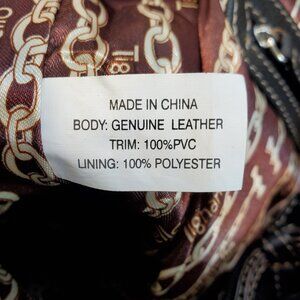 MADE IN CHINA
BODY: GENUINE LEATHER
TRIM: 100%PVC
LINING: 100% POLYESTER